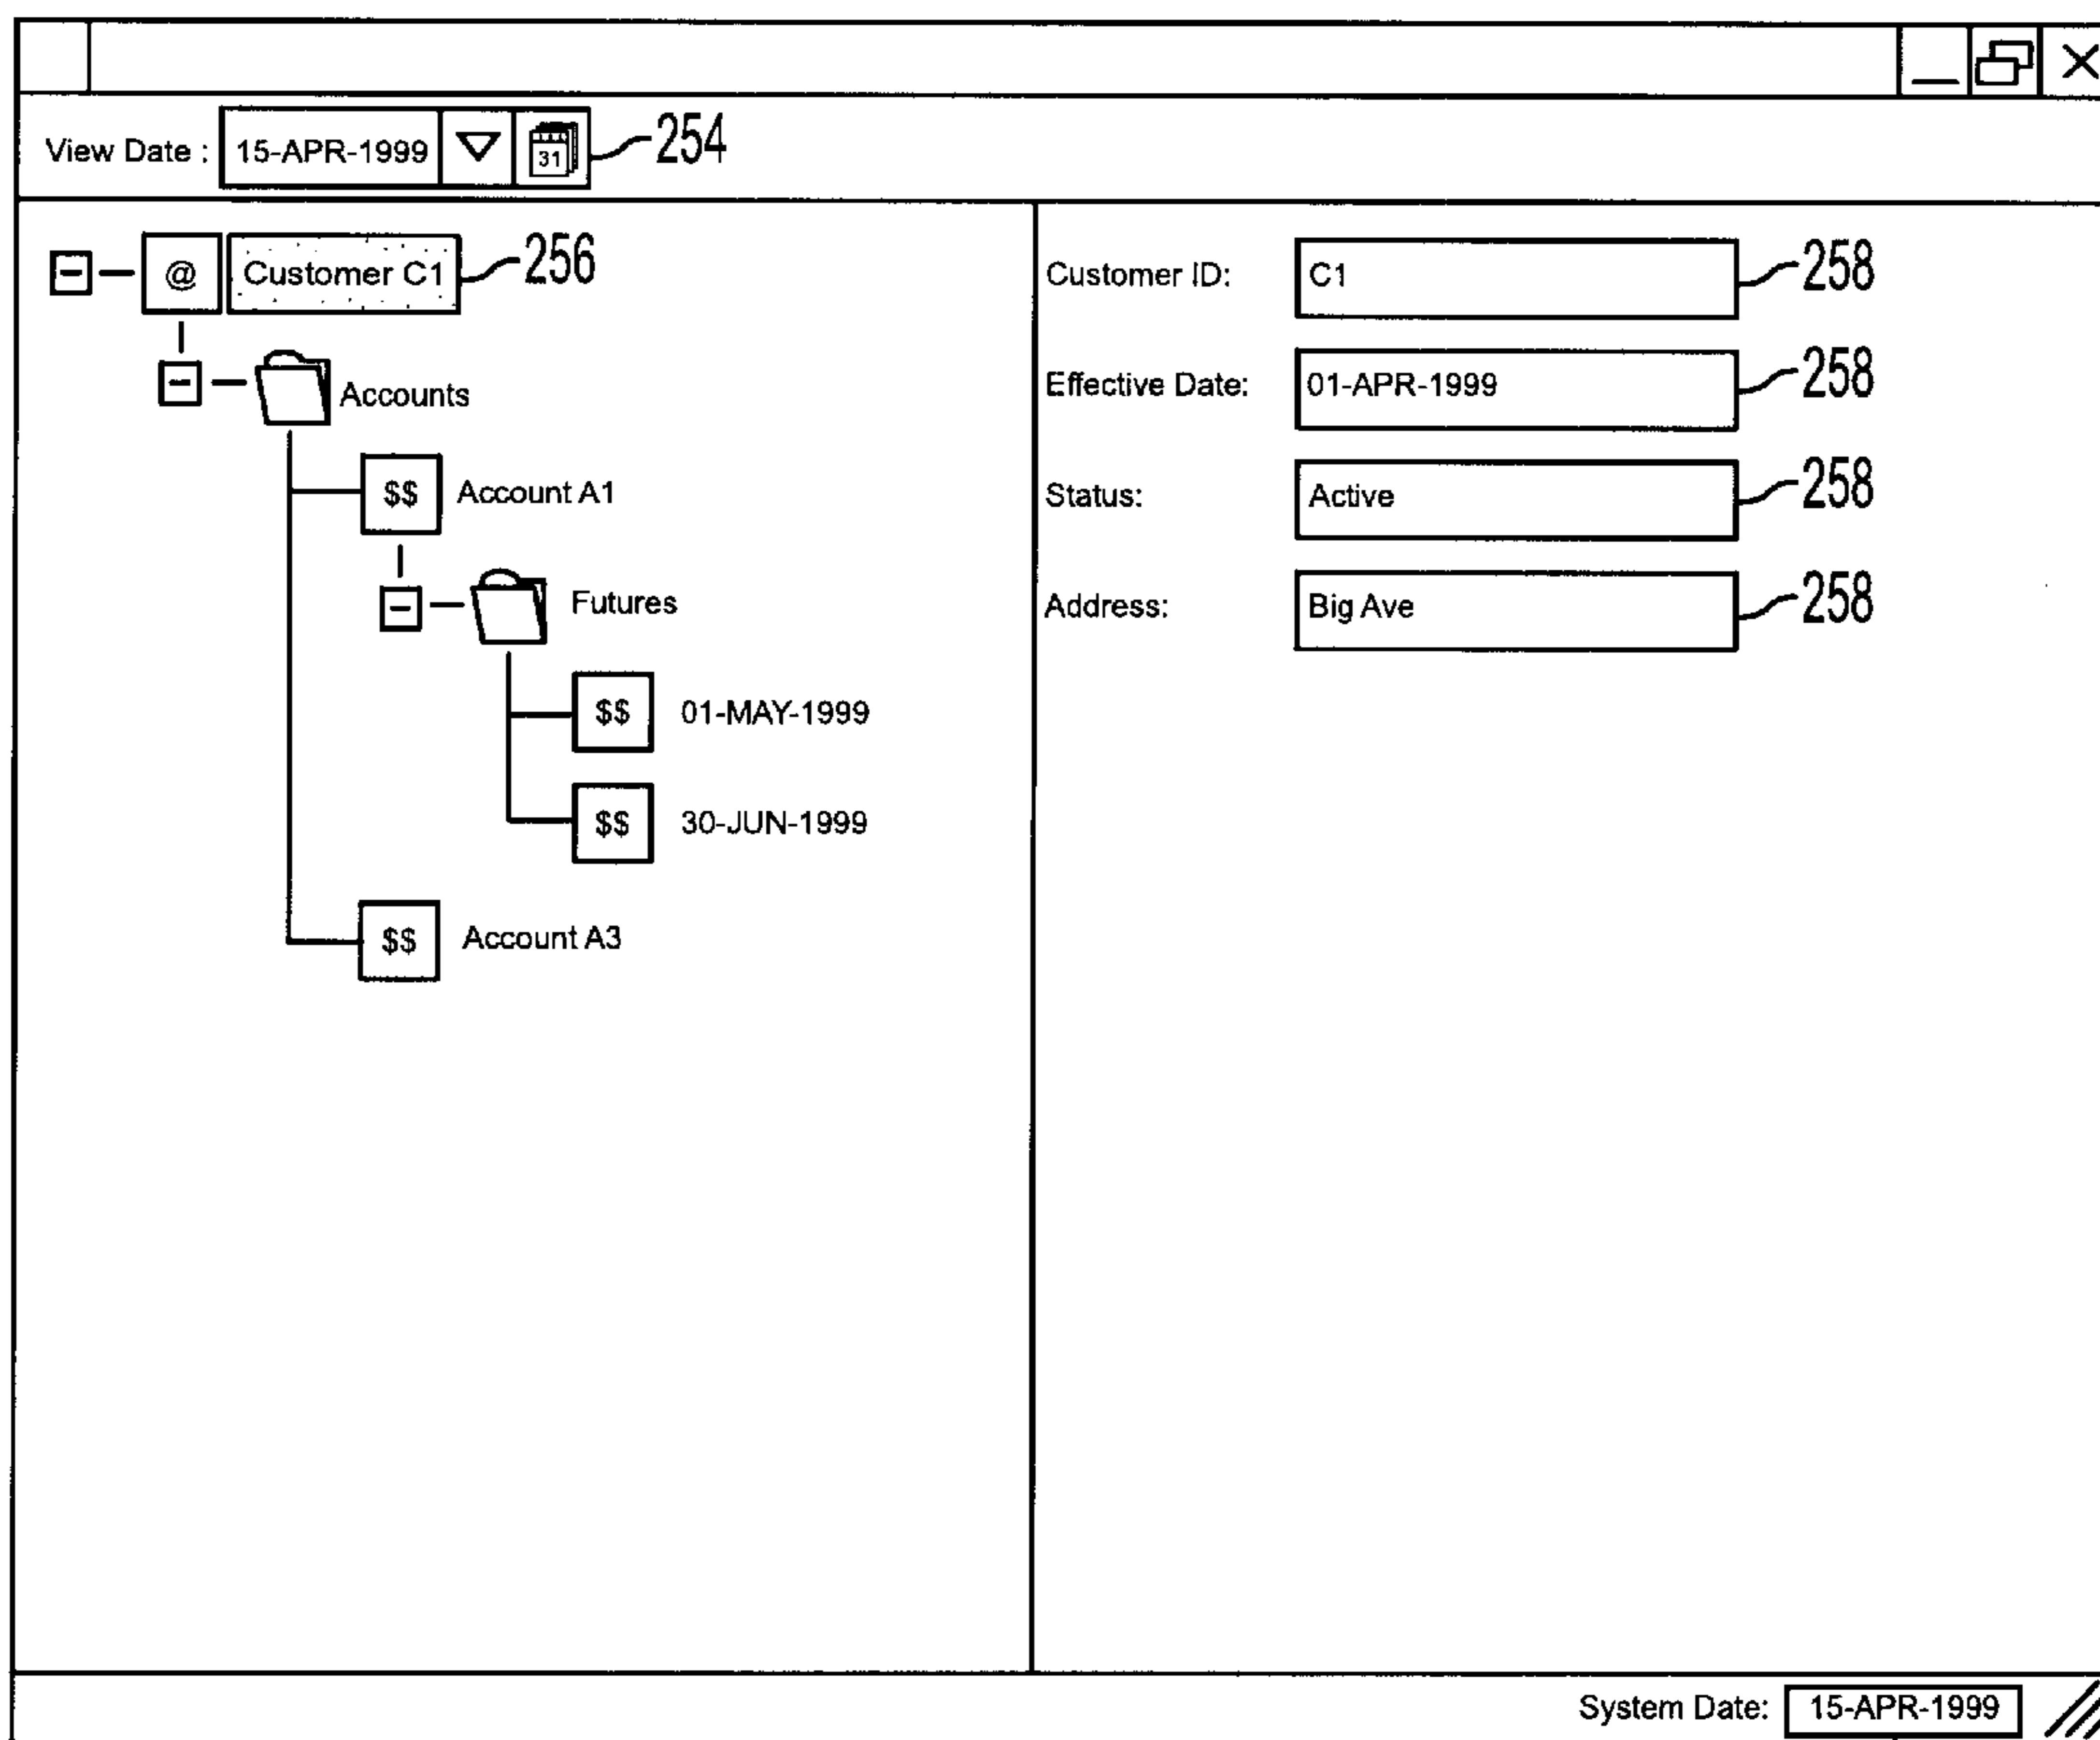 View Date : 15-APR-1999 31 254
@ Customer C1 256
Accounts
$$ Account A1
Futures
$$ 01-MAY-1999
$$ 30-JUN-1999
$$ Account A3
Customer ID: C1 258
Effective Date: 01-APR-1999 258
Status: Active 258
Address: Big Ave 258
System Date: 15-APR-1999